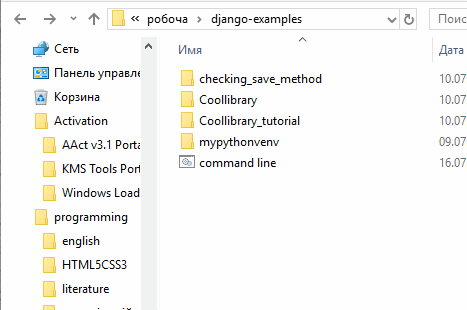 « робоча > django-examples
Поис
Имя
Дата
Сеть
Панель управле
Корзина
Activation
AAct v3.1 Porta
KMS Tools Port
Windows Load
programming
english
HTML5CSS3
literature
checking_save_method 10.07
Coollibrary 10.07
Coollibrary_tutorial 10.07
mypythonvenv 09.07
command line 16.07